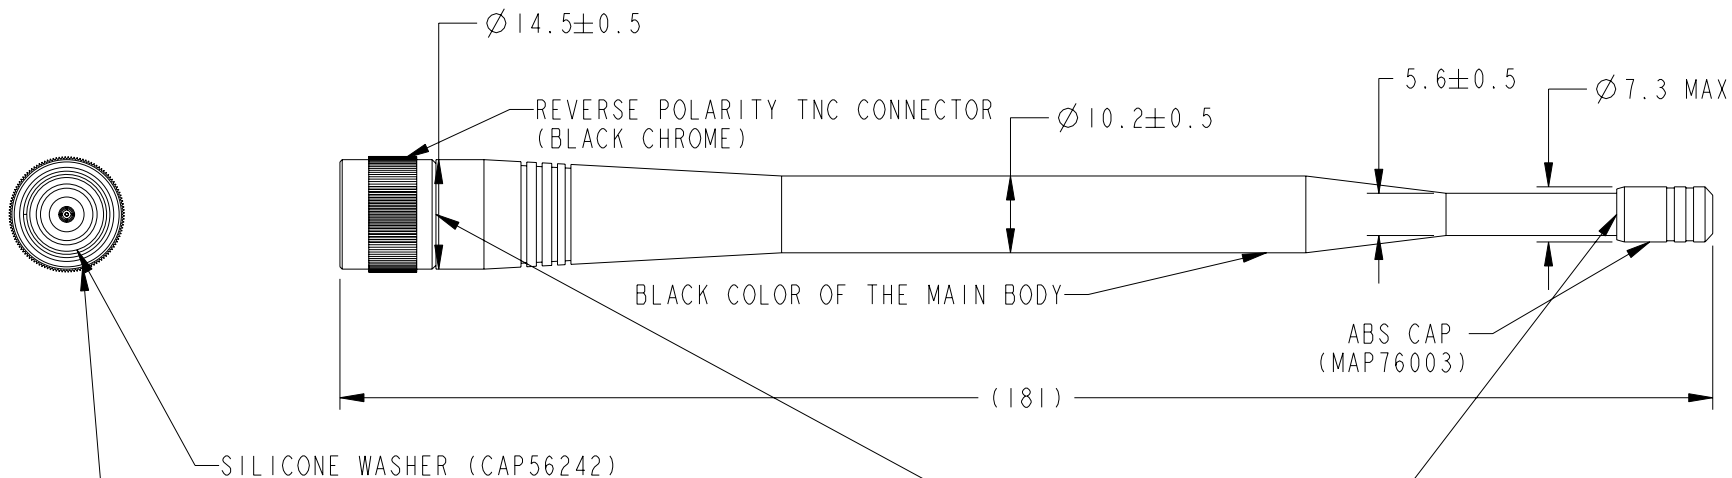 Ø14.5±0.5
REVERSE POLARITY TNC CONNECTOR
(BLACK CHROME)
Ø10.2±0.5
5.6±0.5
Ø7.3 MAX
BLACK COLOR OF THE MAIN BODY
ABS CAP
(MAP76003)
(181)
SILICONE WASHER (CAP56242)